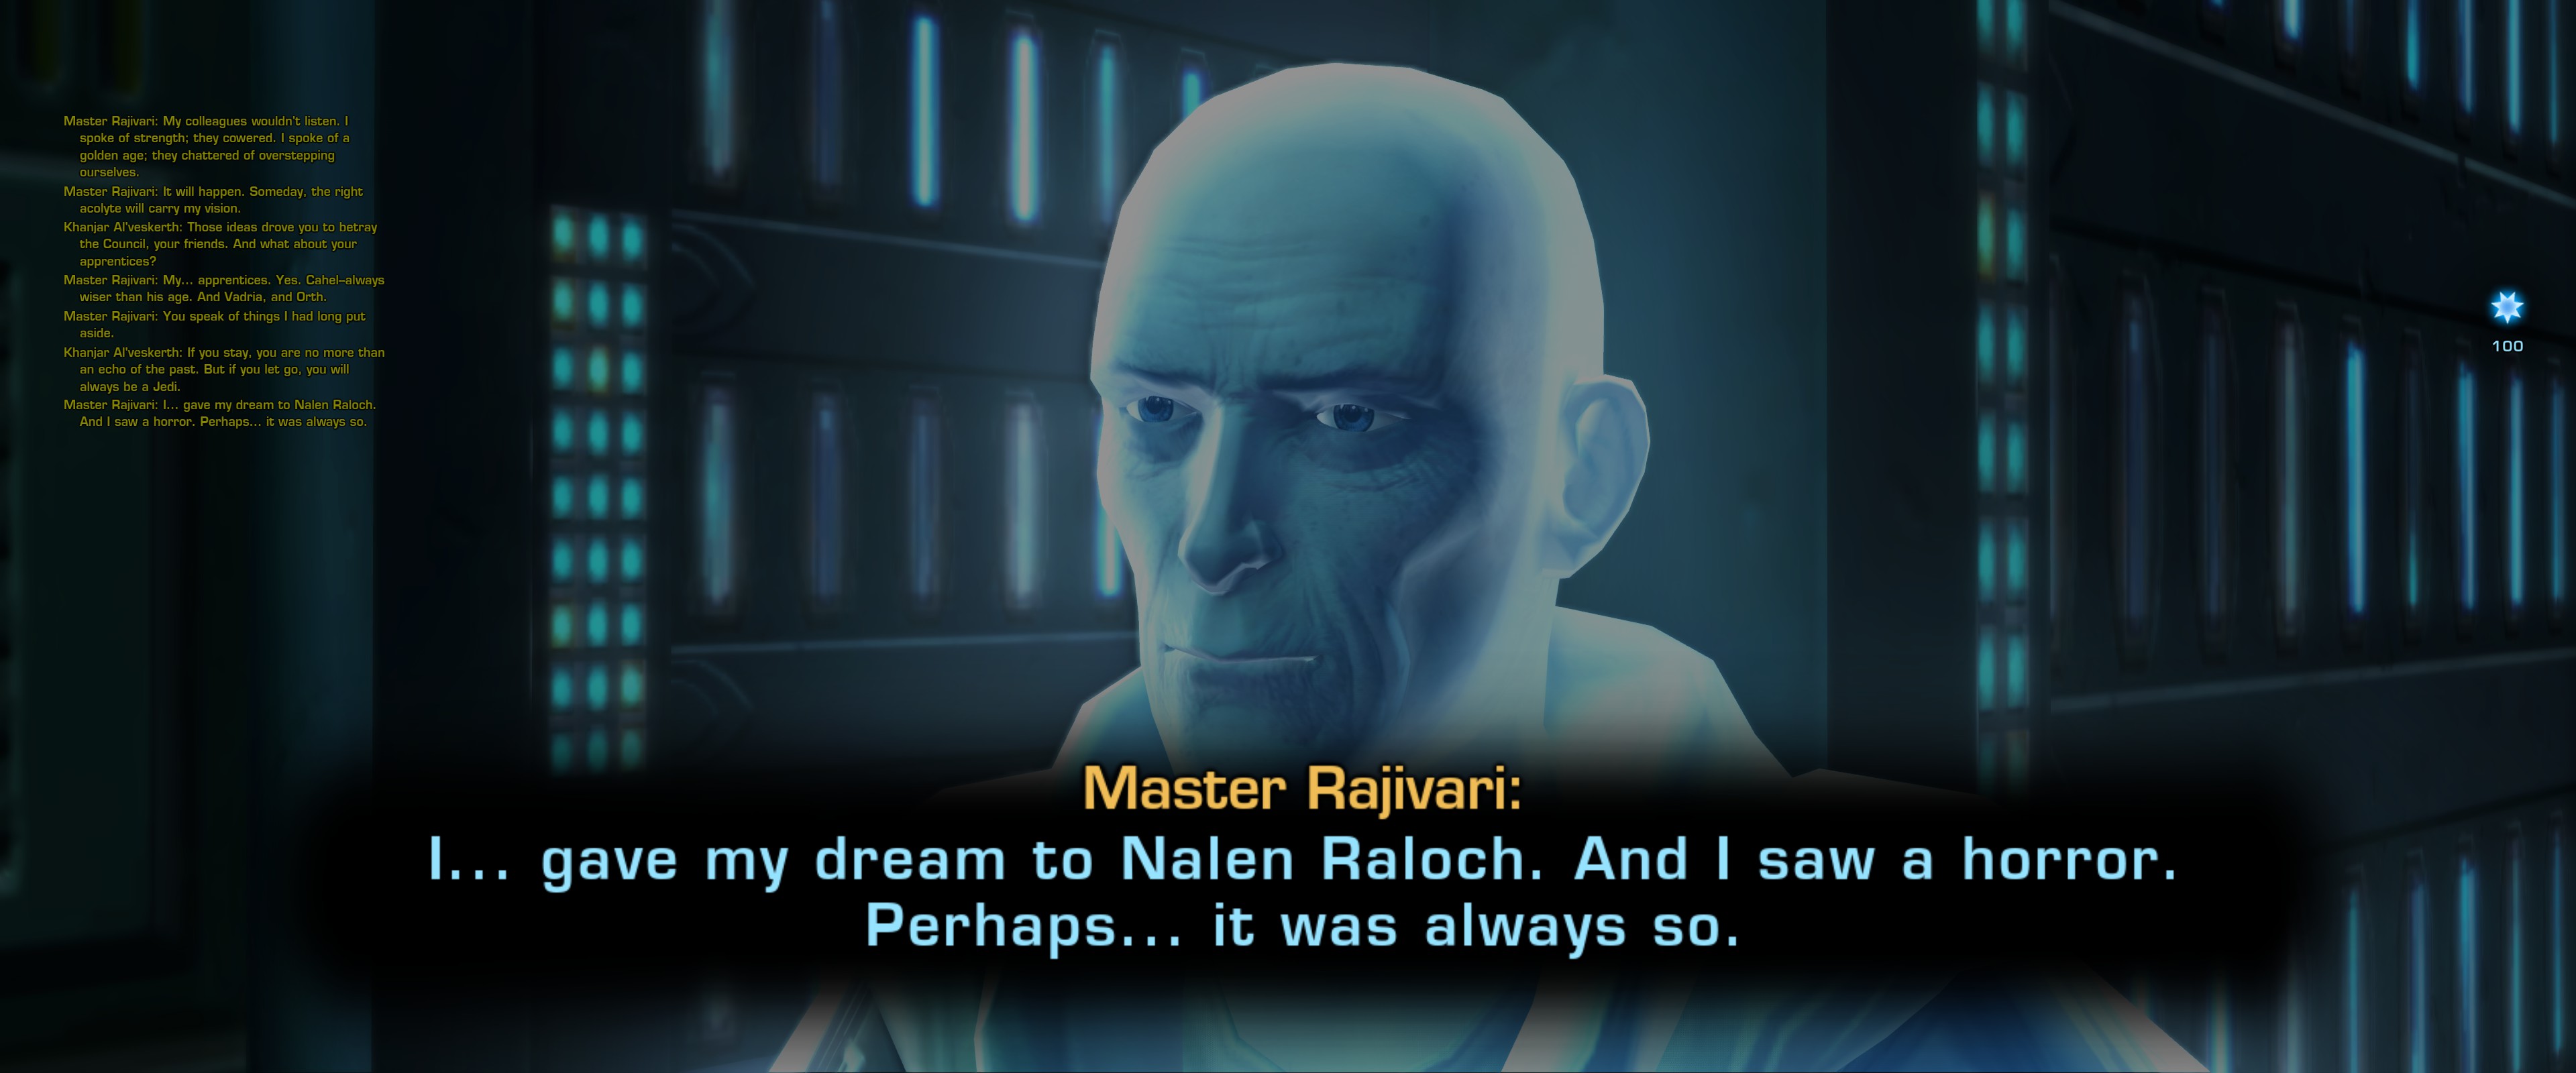 Master Rajivari: My colleagues wouldn't listen. I
spoke of strength; they cowered. I spoke of a
golden age; they chattered of overstepping
ourselves.
Master Rajivari: It will happen. Someday, the right
acolyte will carry my vision.
Khanjar Al'veskerth: Those ideas drove you to betray
the Council, your friends. And what about your
apprentices?
Master Rajivari: My... apprentices. Yes. Cahel–always
wiser than his age. And Vadria, and Orth.
Master Rajivari: You speak of things I had long put
aside.
Khanjar Al'veskerth: If you stay, you are no more than
an echo of the past. But if you let go, you will
always be a Jedi.
Master Rajivari: I... gave my dream to Nalen Raloch.
And I saw a horror. Perhaps... it was always so.
100
Master Rajivari:
I... gave my dream to Nalen Raloch. And I saw a horror.
Perhaps... it was always so.